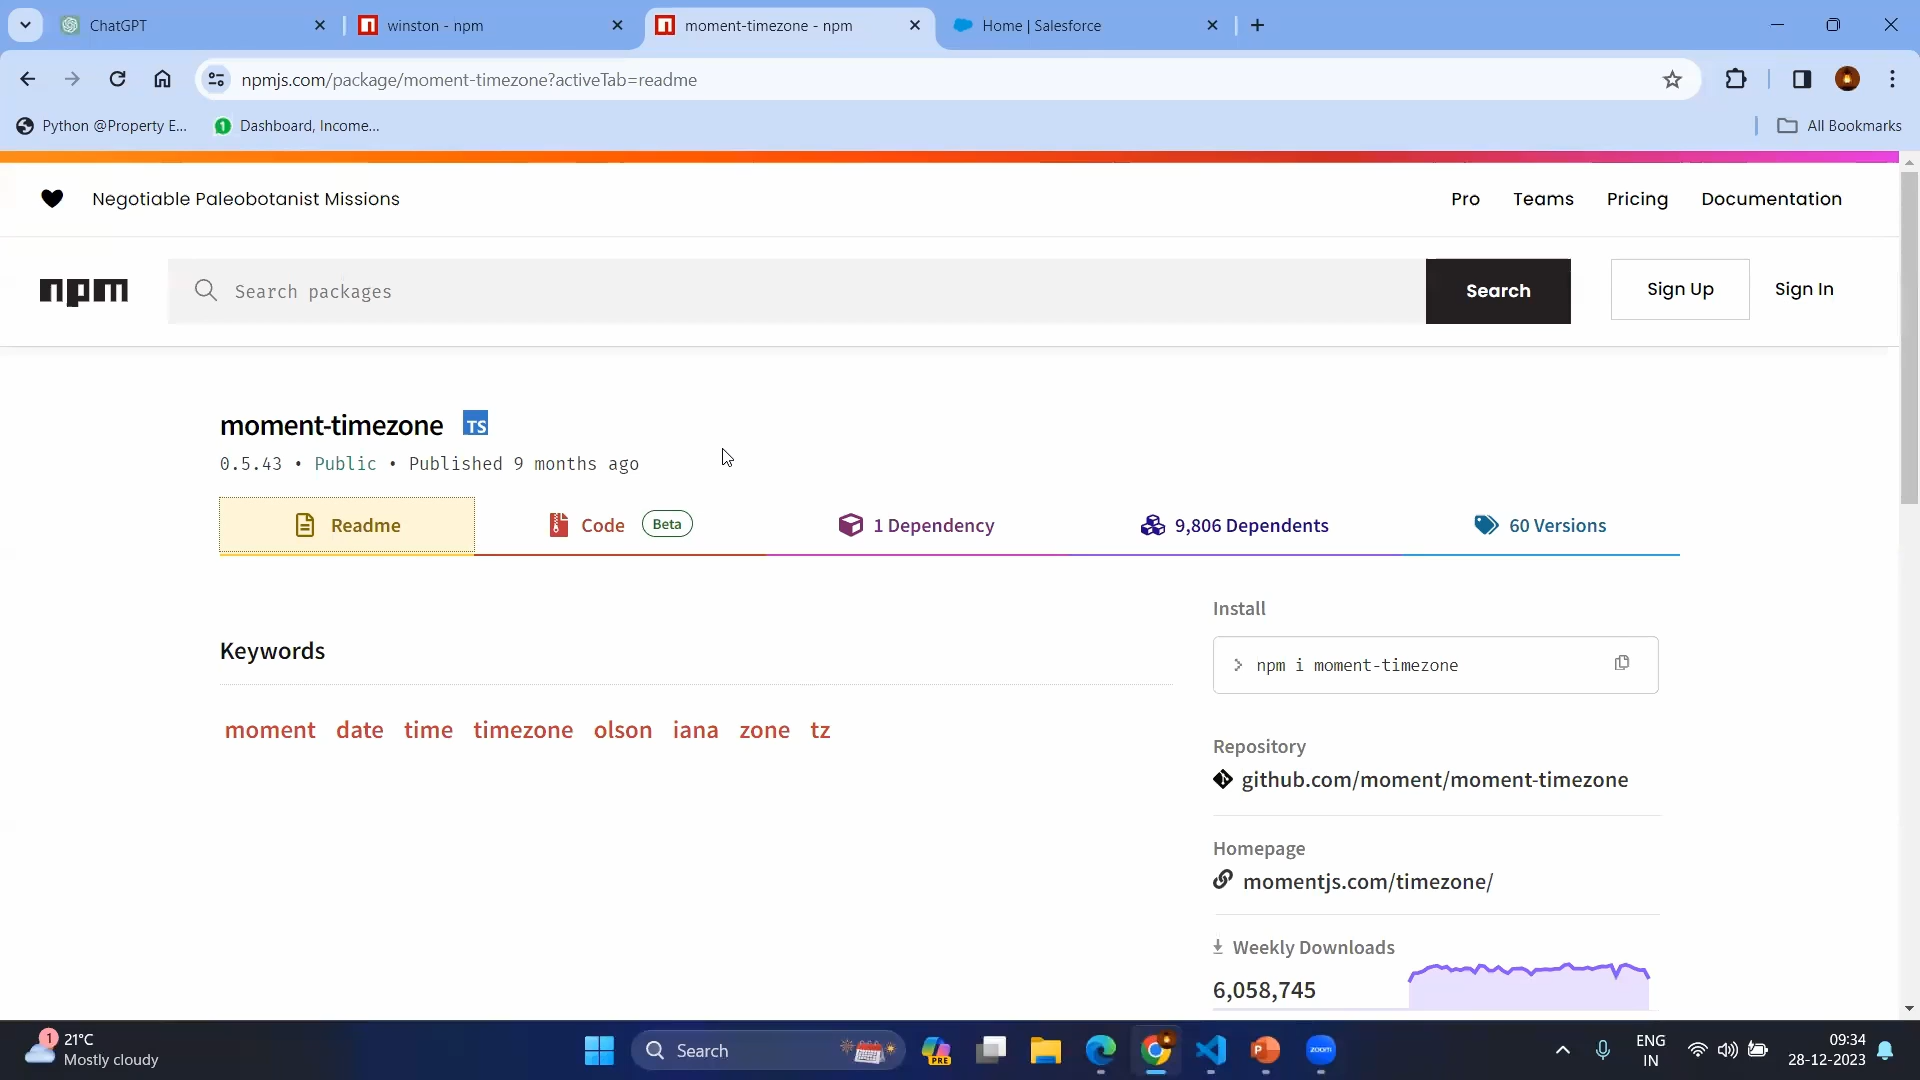 ChatGPT
winston - npm
moment-timezone - npm
Home | Salesforce
npmjs.com/package/moment-timezone?activeTab=readme
Python @Property E...
1
Dashboard, Income...
All Bookmarks
Negotiable Paleobotanist Missions
Pro
Teams
Pricing
Documentation
npm
Search packages
Search
Sign Up
Sign In
moment-timezone
TS
0.5.43 • Public • Published 9 months ago
Readme
Code
Beta
1 Dependency
9,806 Dependents
60 Versions
Install
Keywords
> npm i moment-timezone
moment date time timezone olson iana zone tz
Repository
github.com/moment/moment-timezone
Homepage
momentjs.com/timezone/
Weekly Downloads
6,058,745
1
21°C
Mostly cloudy
Search
PRE
P
zoom
ENG
IN
09:34
28-12-2023